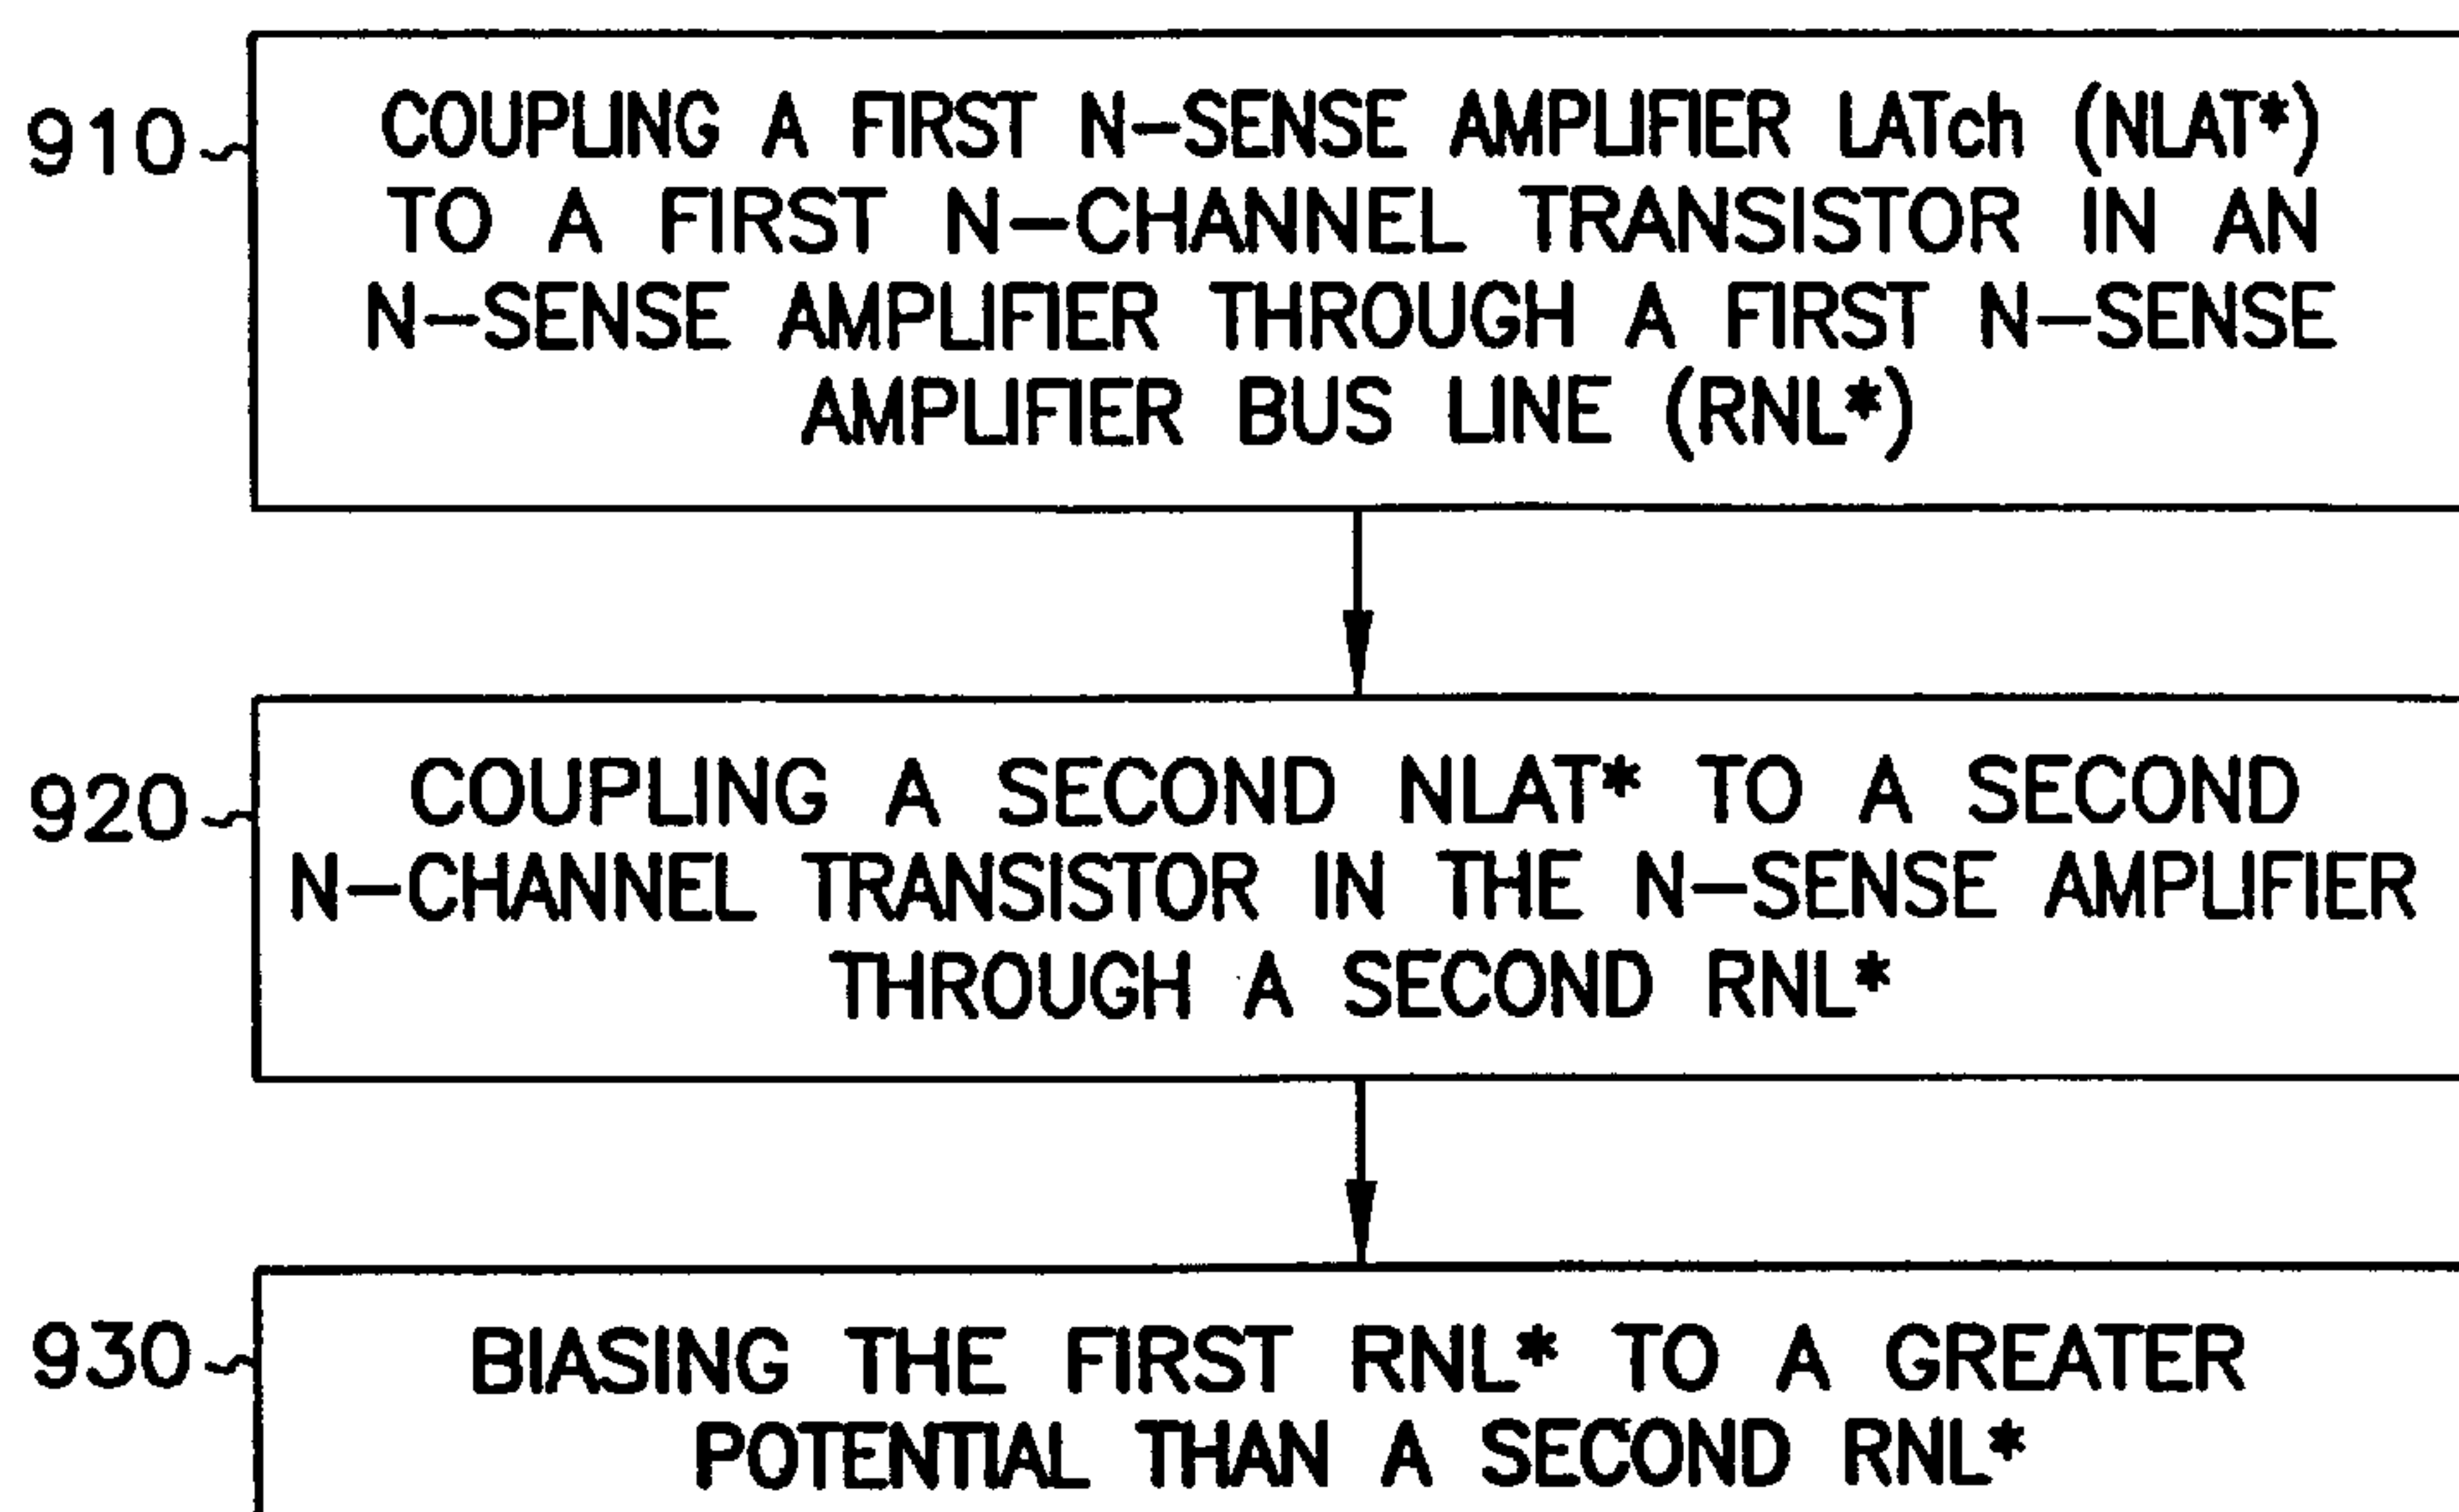 910
COUPLING A FIRST N-SENSE AMPLIFIER LATch (NLAT*)
TO A FIRST N-CHANNEL TRANSISTOR IN AN
N-SENSE AMPLIFIER THROUGH A FIRST N-SENSE
AMPLIFIER BUS LINE (RNL*)
920
COUPLING A SECOND NLAT* TO A SECOND
N-CHANNEL TRANSISTOR IN THE N-SENSE AMPLIFIER
THROUGH A SECOND RNL*
930
BIASING THE FIRST RNL* TO A GREATER
POTENTIAL THAN A SECOND RNL*